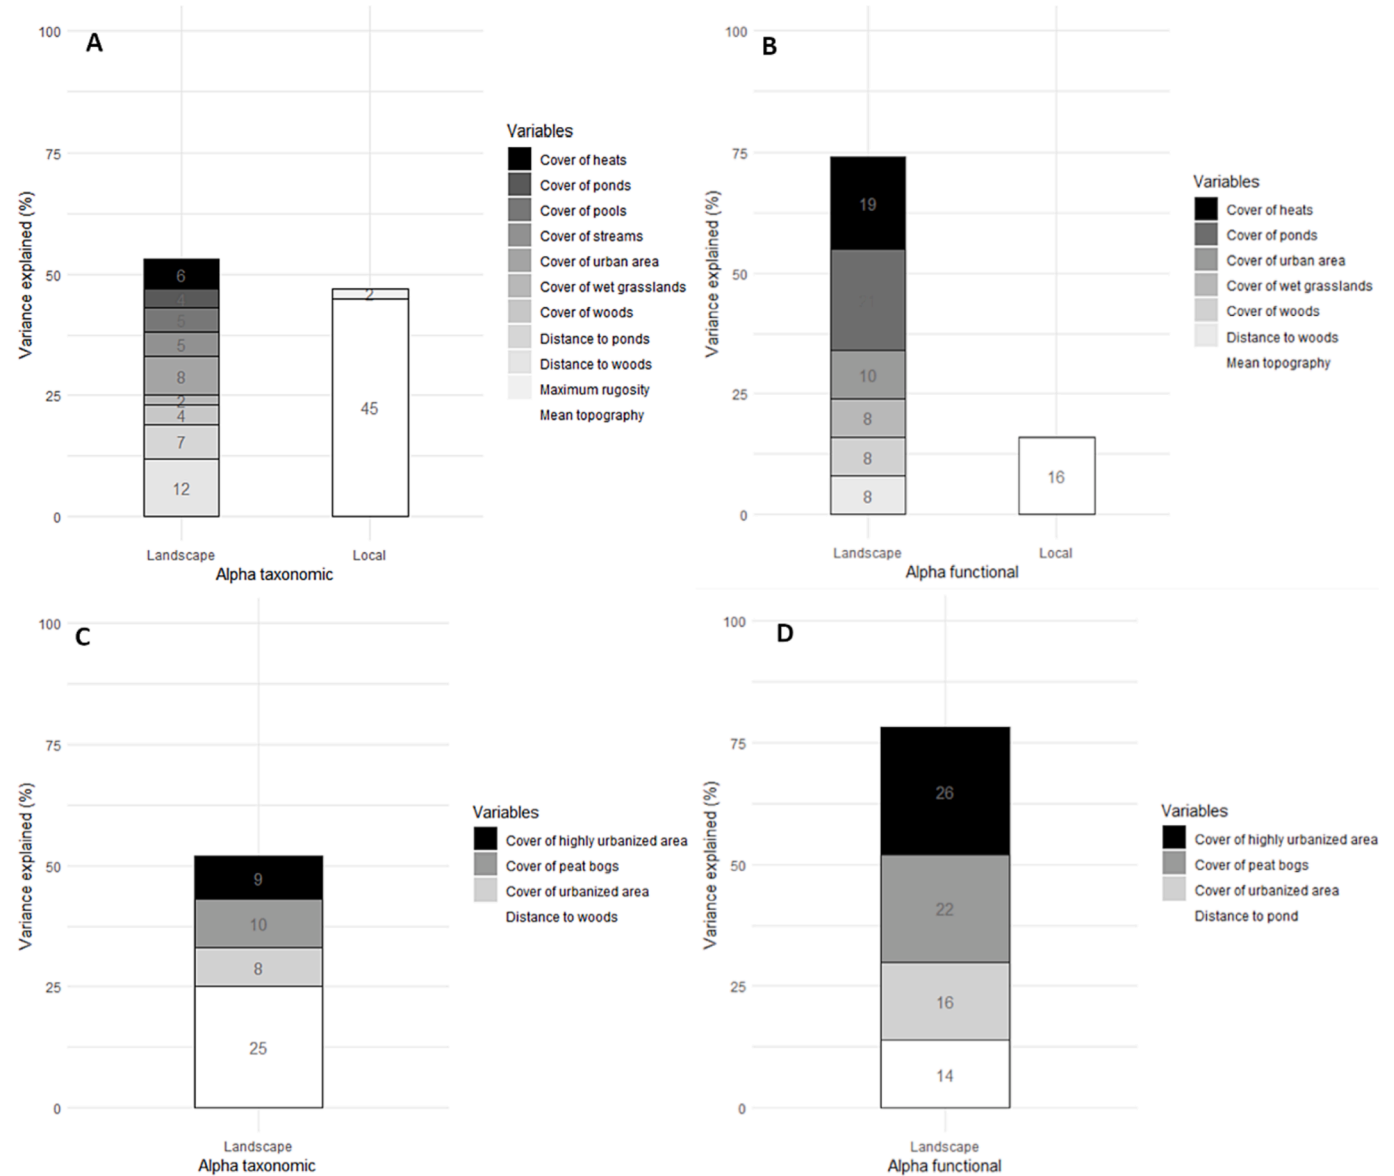 A
100
75
50
25
0
Variance explained (%)
6
4
5
5
8
2
4
7
12
2
45
Landscape Local
Alpha taxonomic
Variables
Cover of heats
Cover of ponds
Cover of pools
Cover of streams
Cover of urban area
Cover of wet grasslands
Cover of woods
Distance to ponds
Distance to woods
Maximum rugosity
Mean topography
B
100
75
50
25
0
Variance explained (%)
19
21
10
8
8
8
16
Landscape Local
Alpha functional
Variables
Cover of heats
Cover of ponds
Cover of urban area
Cover of wet grasslands
Cover of woods
Distance to woods
Mean topography
C
100
75
50
25
0
Variance explained (%)
9
10
8
25
Landscape
Alpha taxonomic
Variables
Cover of highly urbanized area
Cover of peat bogs
Cover of urbanized area
Distance to woods
D
100
75
50
25
0
Variance explained (%)
26
22
16
14
Landscape
Alpha functional
Variables
Cover of highly urbanized area
Cover of peat bogs
Cover of urbanized area
Distance to pond